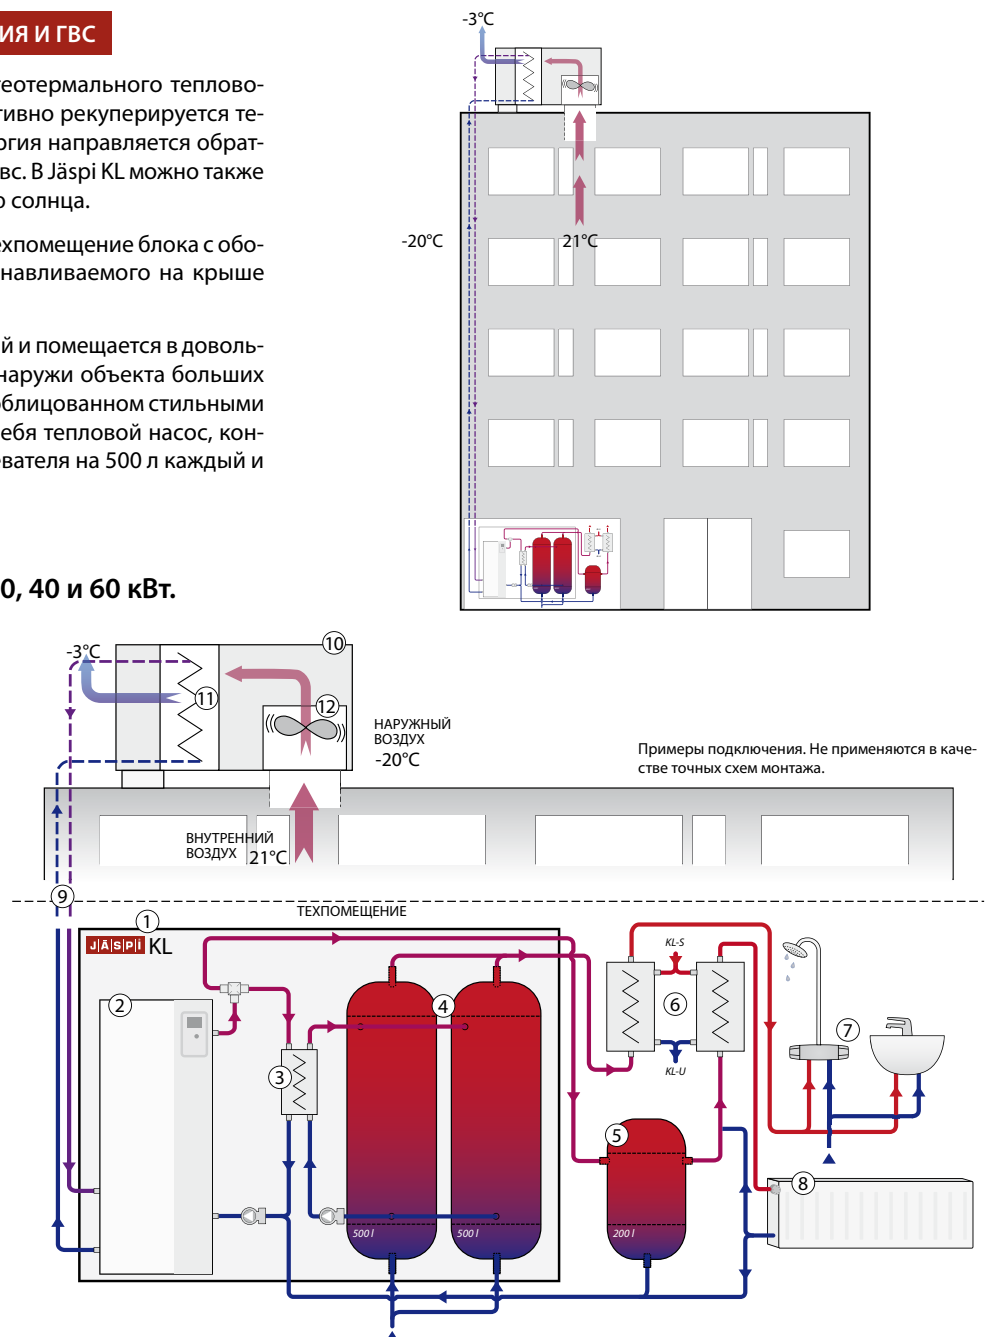 ИЯ И ГВС
геотермального теплово-
тивно рекуперируется те-
ргия направляется обрат-
вс. В Jäspi KL можно также
о солнца.
ехпомещение блока с обо-
навливаемого на крыше
й и помещается в доволь-
наружи объекта больших
облицованном стильными
ебя тепловой насос, кон-
евателя на 500 л каждый и
0, 40 и 60 кВт.
-3°C
-20°C
21°C
-3°C
10
11
12
НАРУЖНЫЙ
ВОЗДУХ
-20°C
Примеры подключения. Не применяются в каче-
стве точных схем монтажа.
ВНУТРЕННИЙ
ВОЗДУХ 21°C
9
ТЕХПОМЕЩЕНИЕ
1
JÄSPI KL
2
3
4
5
6
7
8
KL-S
KL-U
500 l
500 l
200 l